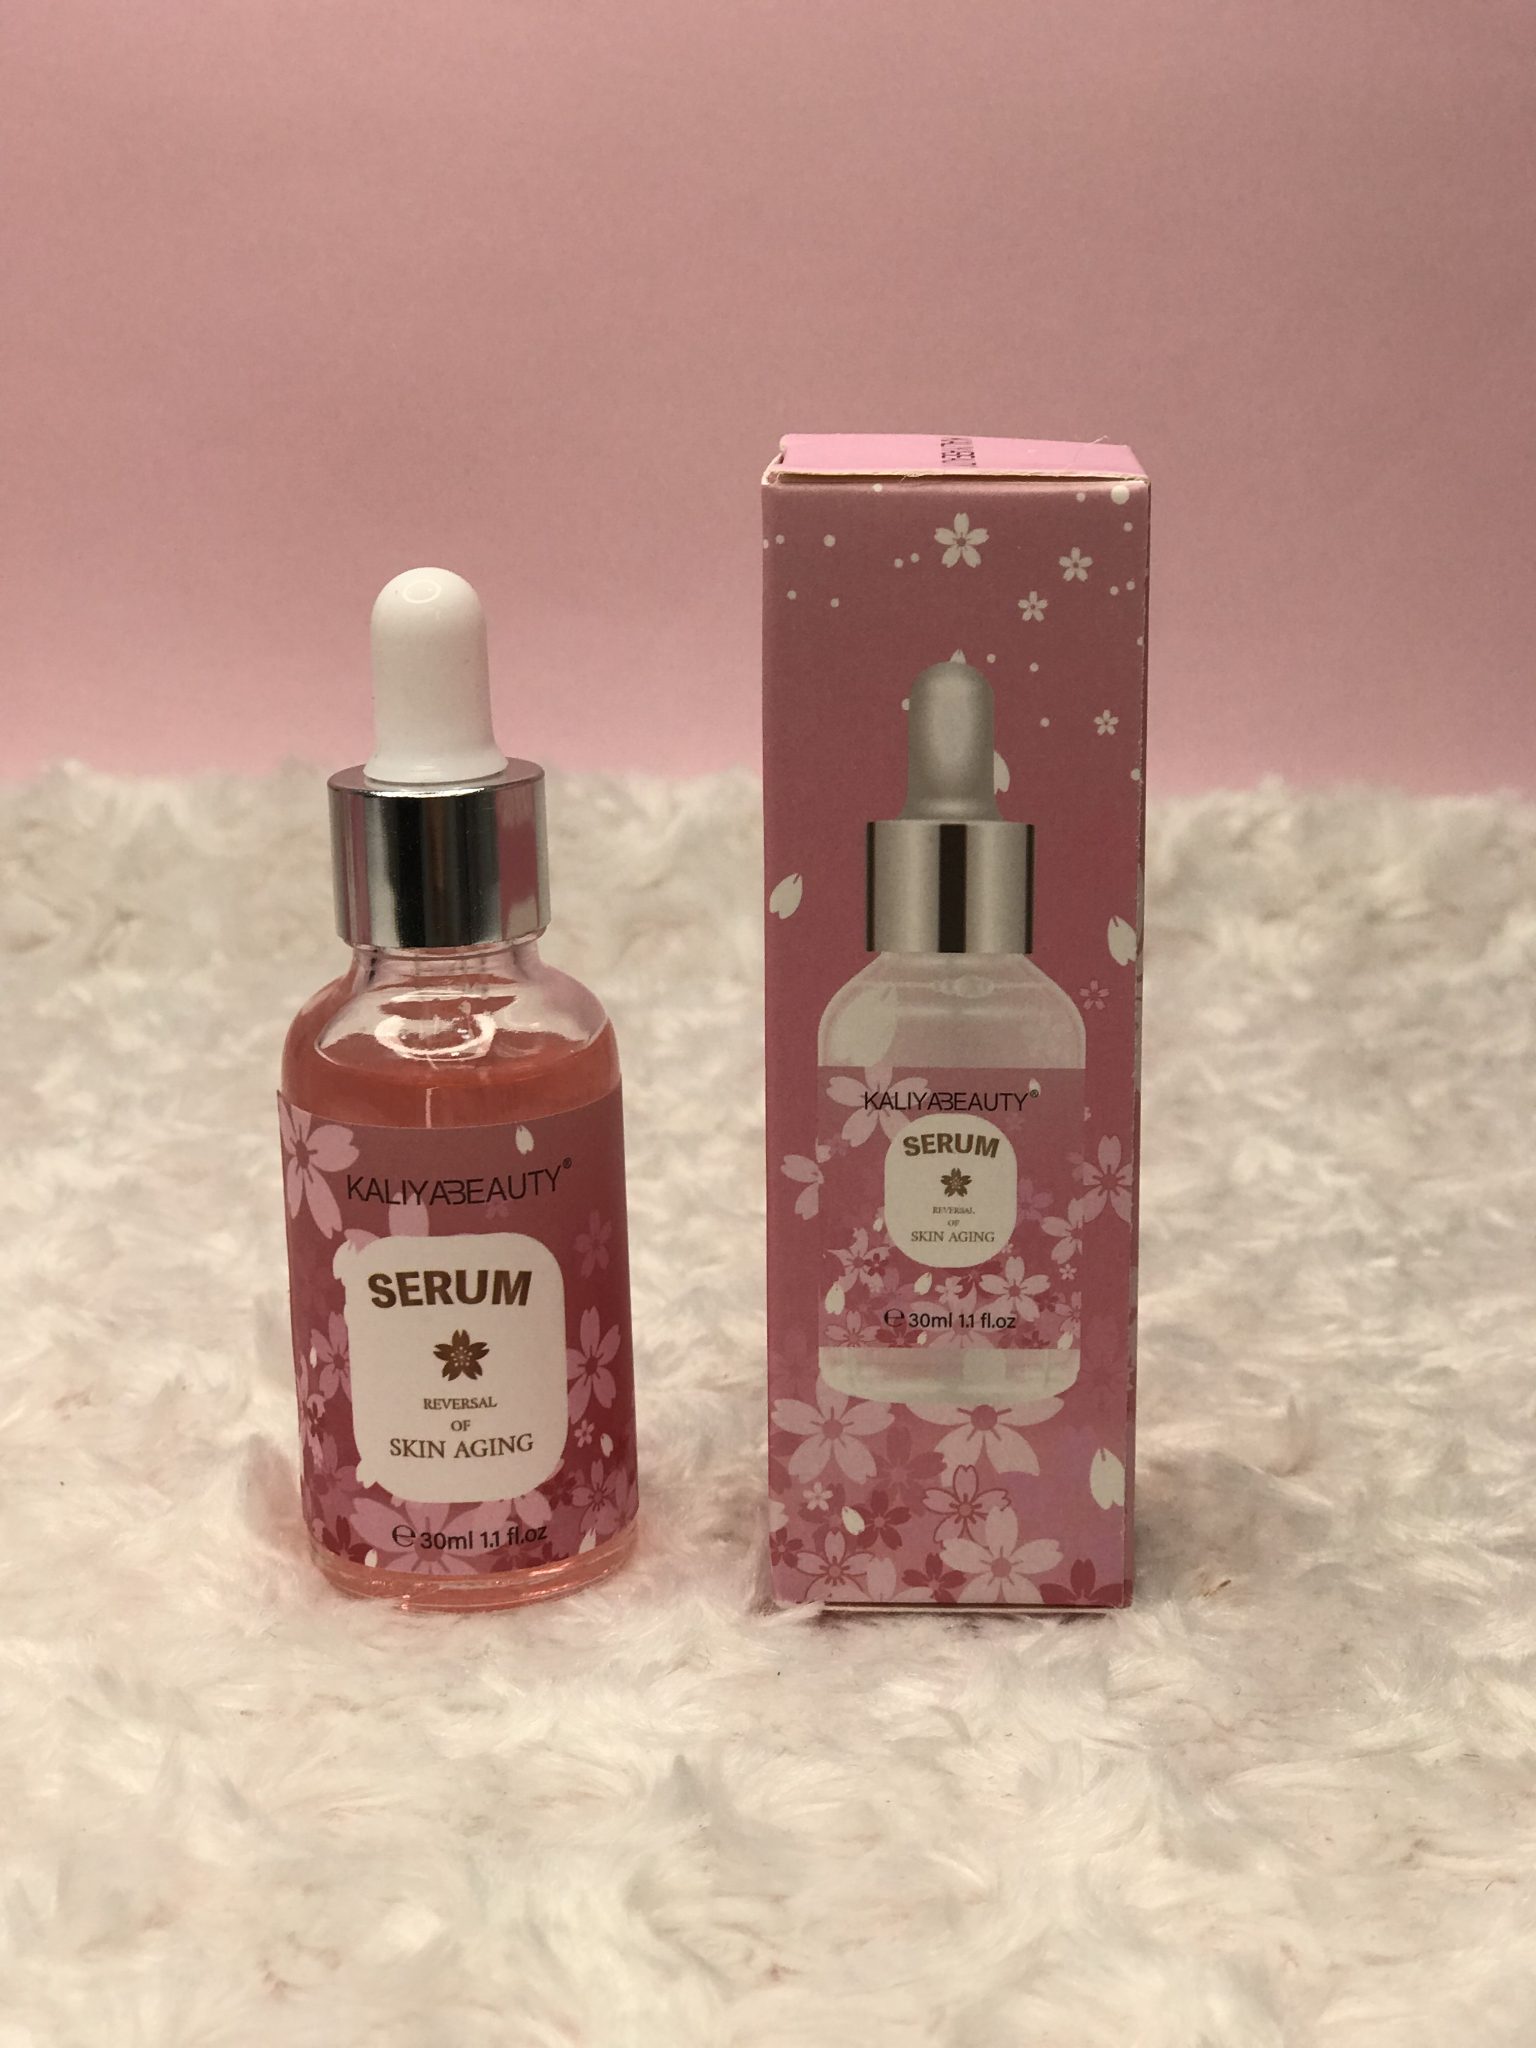 KALIYABEAUTY®
SERUM
REVERSAL
OF
SKIN AGING
℮ 30ml 1.1 fl.oz
KALIYABEAUTY®
SERUM
REVERSAL
OF
SKIN AGING
℮ 30ml 1.1 fl.oz